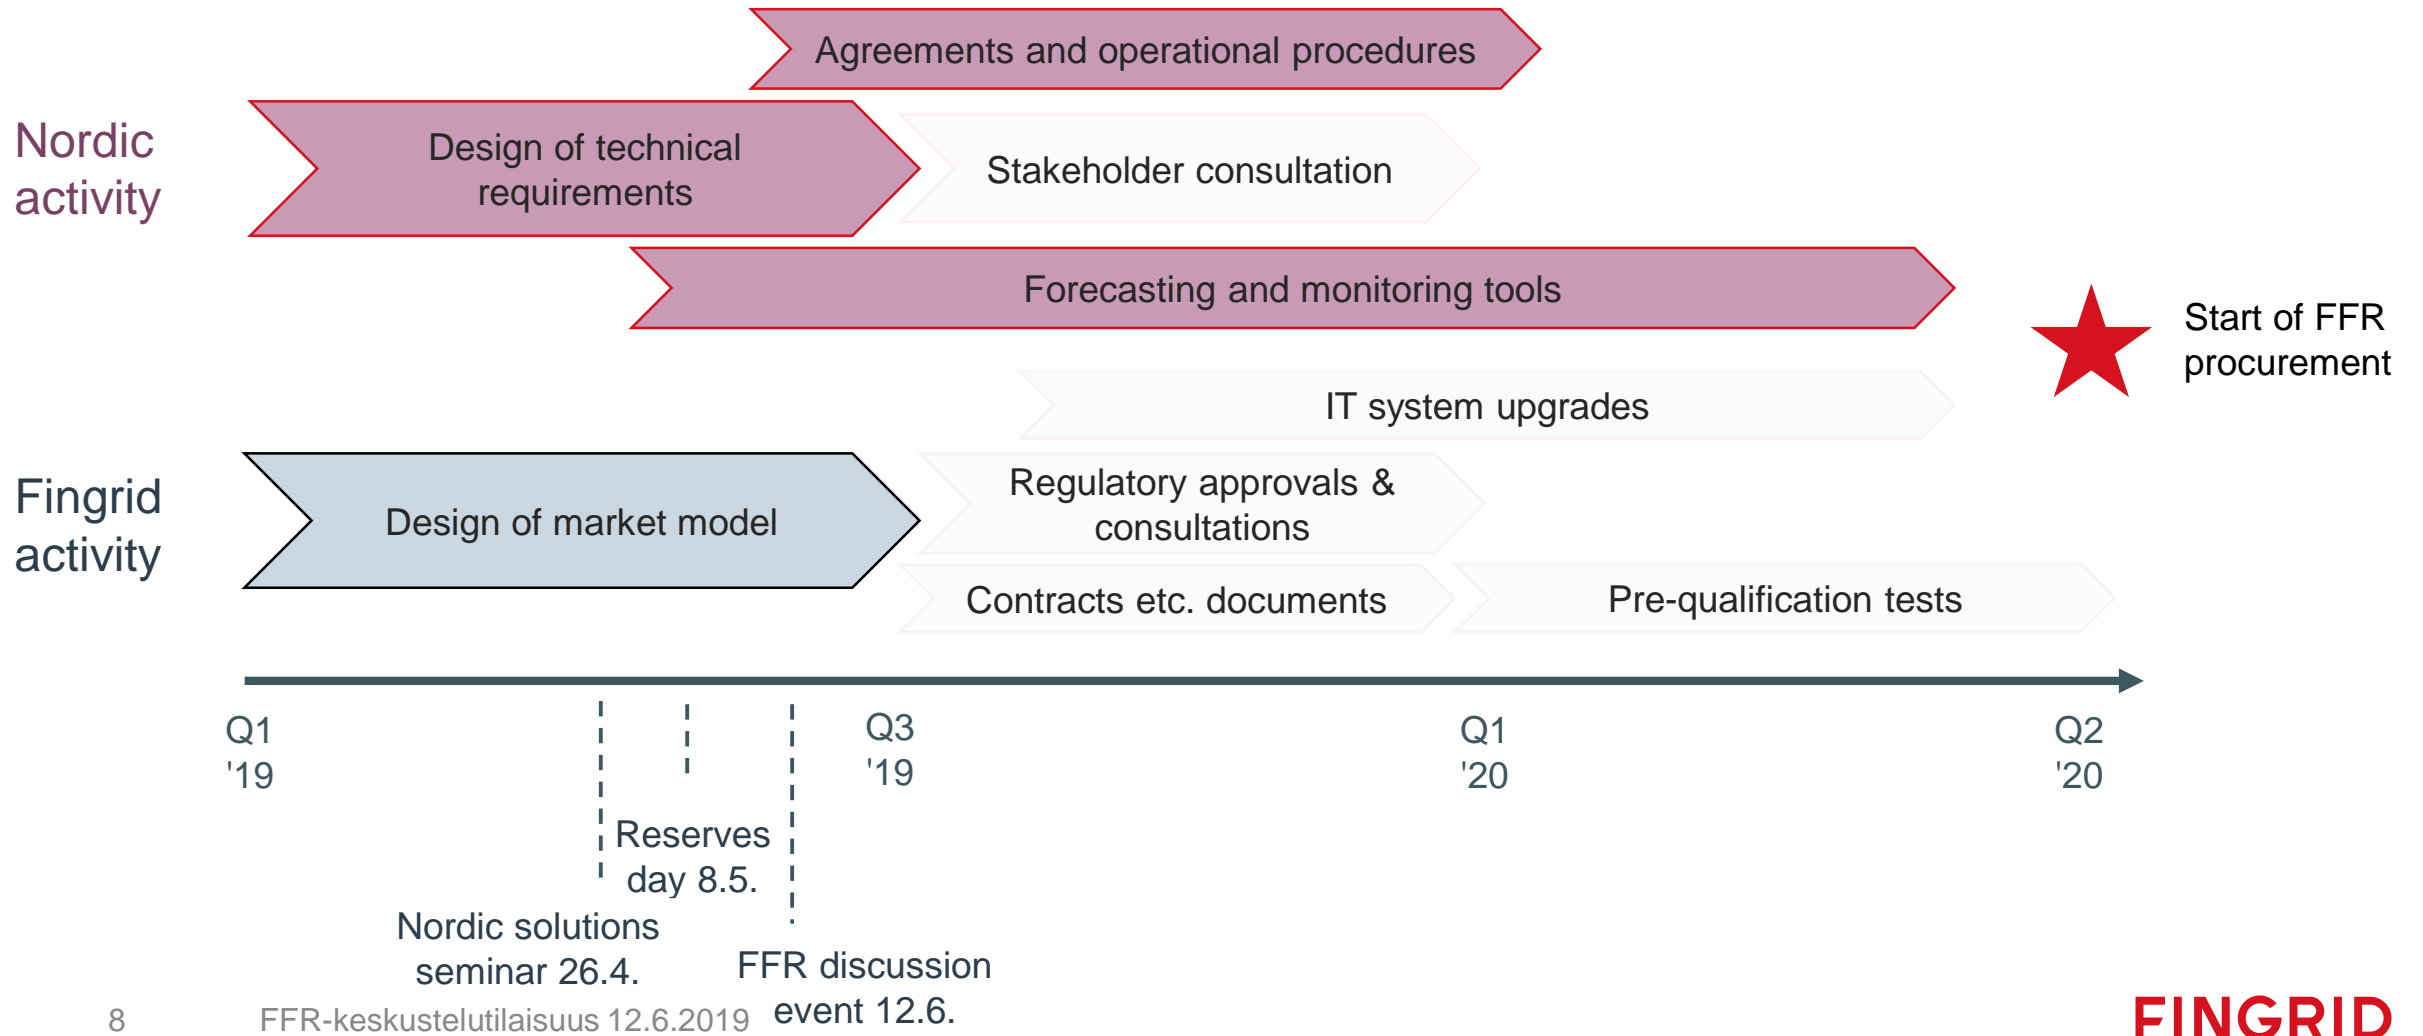 Agreements and operational procedures
Nordic
activity
Design of technical
requirements
Stakeholder consultation
Forecasting and monitoring tools
Start of FFR
procurement
IT system upgrades
Fingrid
activity
Design of market model
Regulatory approvals &
consultations
Contracts etc. documents
Pre-qualification tests
Q1
'19
Q3
'19
Q1
'20
Q2
'20
Reserves
day 8.5.
Nordic solutions
seminar 26.4.
FFR discussion
event 12.6.
8
FFR-keskustelutilaisuus 12.6.2019
FINGRID